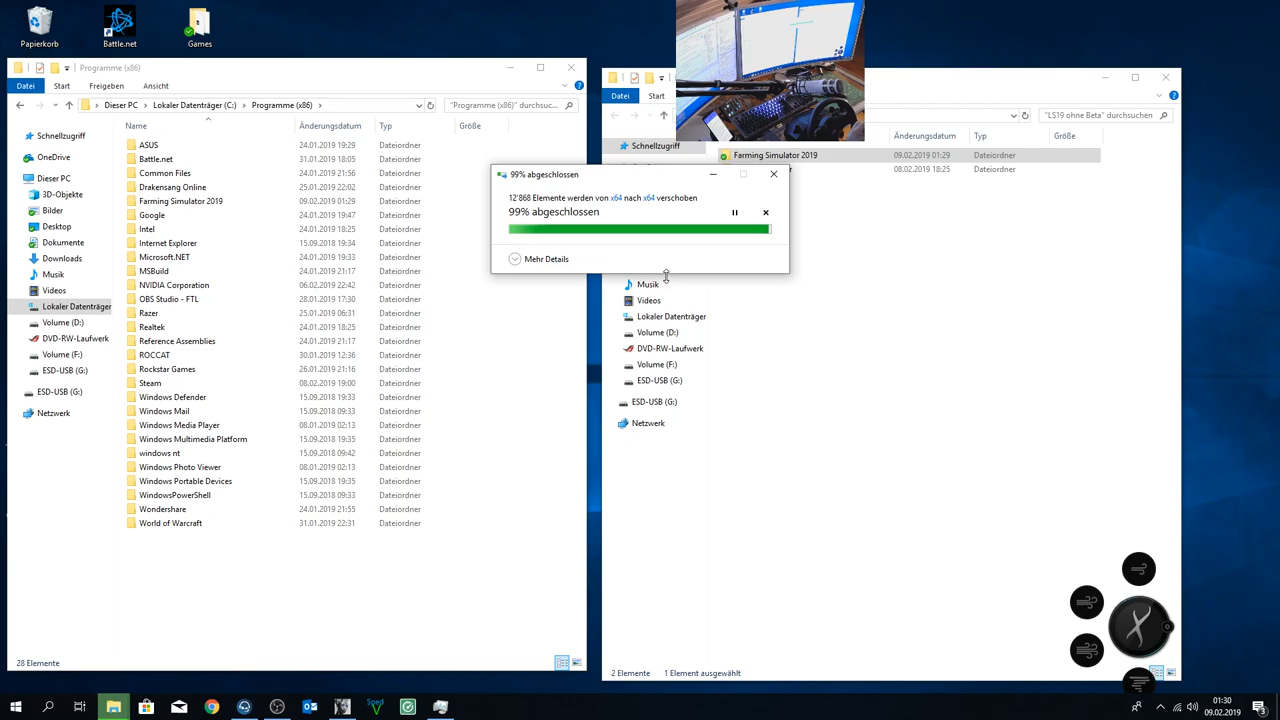 Papierkorb
Battle.net
Games
Programme (x86)
Datei
Start
Freigeben
Ansicht
Dieser PC
Lokaler Datenträger (C:)
Programme (x86)
"Programme (x86)" durchsuc...
Name
Änderungsdatum
Typ
Größe
Schnellzugriff
OneDrive
Dieser PC
3D-Objekte
Bilder
Desktop
Dokumente
Downloads
Musik
Videos
Lokaler Datenträger
Volume (D:)
DVD-RW-Laufwerk
Volume (F:)
ESD-USB (G:)
ESD-USB (G:)
Netzwerk
ASUS 24.01.2019 19:29 Dateiordner
Battle.net 31.01.2019 18:05 Dateiordner
Common Files 24.01.2019 21:56 Dateiordner
Drakensang Online 25.01.2019 22:02 Dateiordner
Farming Simulator 2019 09.02.2019 01:29 Dateiordner
Google 24.01.2019 19:47 Dateiordner
Intel 24.01.2019 18:25 Dateiordner
Internet Explorer 15.09.2018 19:34 Dateiordner
Microsoft.NET 24.01.2019 21:17 Dateiordner
MSBuild 24.01.2019 21:17 Dateiordner
NVIDIA Corporation 06.02.2019 22:42 Dateiordner
OBS Studio - FTL 28.01.2019 17:30 Dateiordner
Razer 25.01.2019 06:31 Dateiordner
Realtek 24.01.2019 18:25 Dateiordner
Reference Assemblies 24.01.2019 21:17 Dateiordner
ROCCAT 30.01.2019 12:36 Dateiordner
Rockstar Games 26.01.2019 21:16 Dateiordner
Steam 08.02.2019 19:00 Dateiordner
Windows Defender 15.09.2018 19:33 Dateiordner
Windows Mail 15.09.2018 09:33 Dateiordner
Windows Media Player 08.01.2019 02:13 Dateiordner
Windows Multimedia Platform 15.09.2018 19:35 Dateiordner
windows nt 15.09.2018 09:42 Dateiordner
Windows Photo Viewer 08.01.2019 02:13 Dateiordner
Windows Portable Devices 15.09.2018 19:35 Dateiordner
WindowsPowerShell 15.09.2018 09:33 Dateiordner
Wondershare 24.01.2019 21:55 Dateiordner
World of Warcraft 31.01.2019 22:31 Dateiordner
28 Elemente
Datei
Start
"LS19 ohne Beta" durchsuchen
Änderungsdatum
Typ
Größe
Schnellzugriff
Farming Simulator 2019 09.02.2019 01:29 Dateiordner
08.02.2019 18:25 Dateiordner
99% abgeschlossen
12'868 Elemente werden von x64 nach x64 verschoben
99% abgeschlossen
Mehr Details
Musik
Videos
Lokaler Datenträger
Volume (D:)
DVD-RW-Laufwerk
Volume (F:)
ESD-USB (G:)
ESD-USB (G:)
Netzwerk
2 Elemente
1 Element ausgewählt
01:30
09.02.2019
3